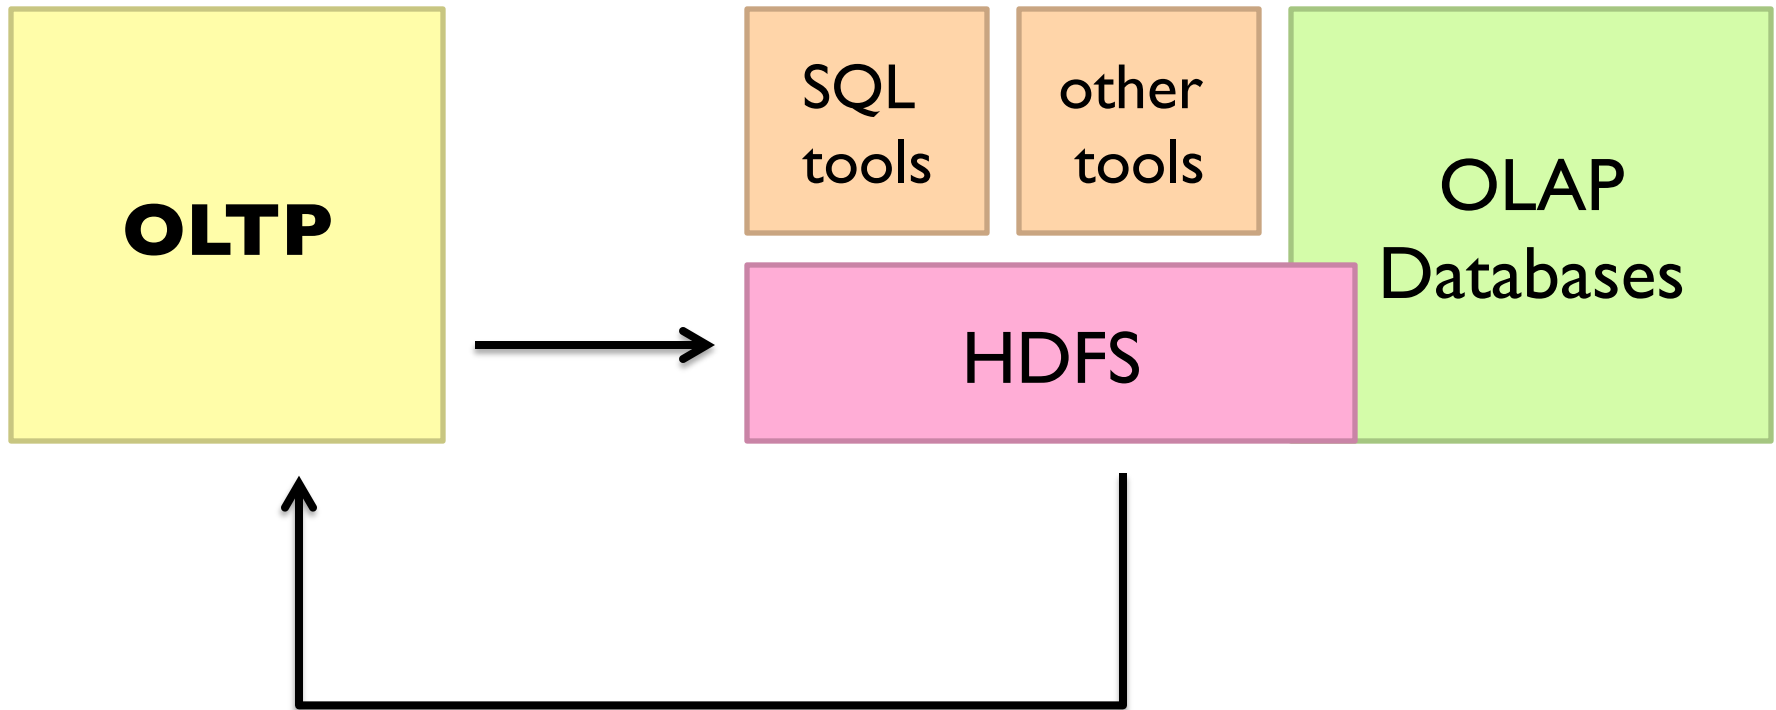 OLTP
SQL
tools
other
tools
OLAP
Databases
HDFS